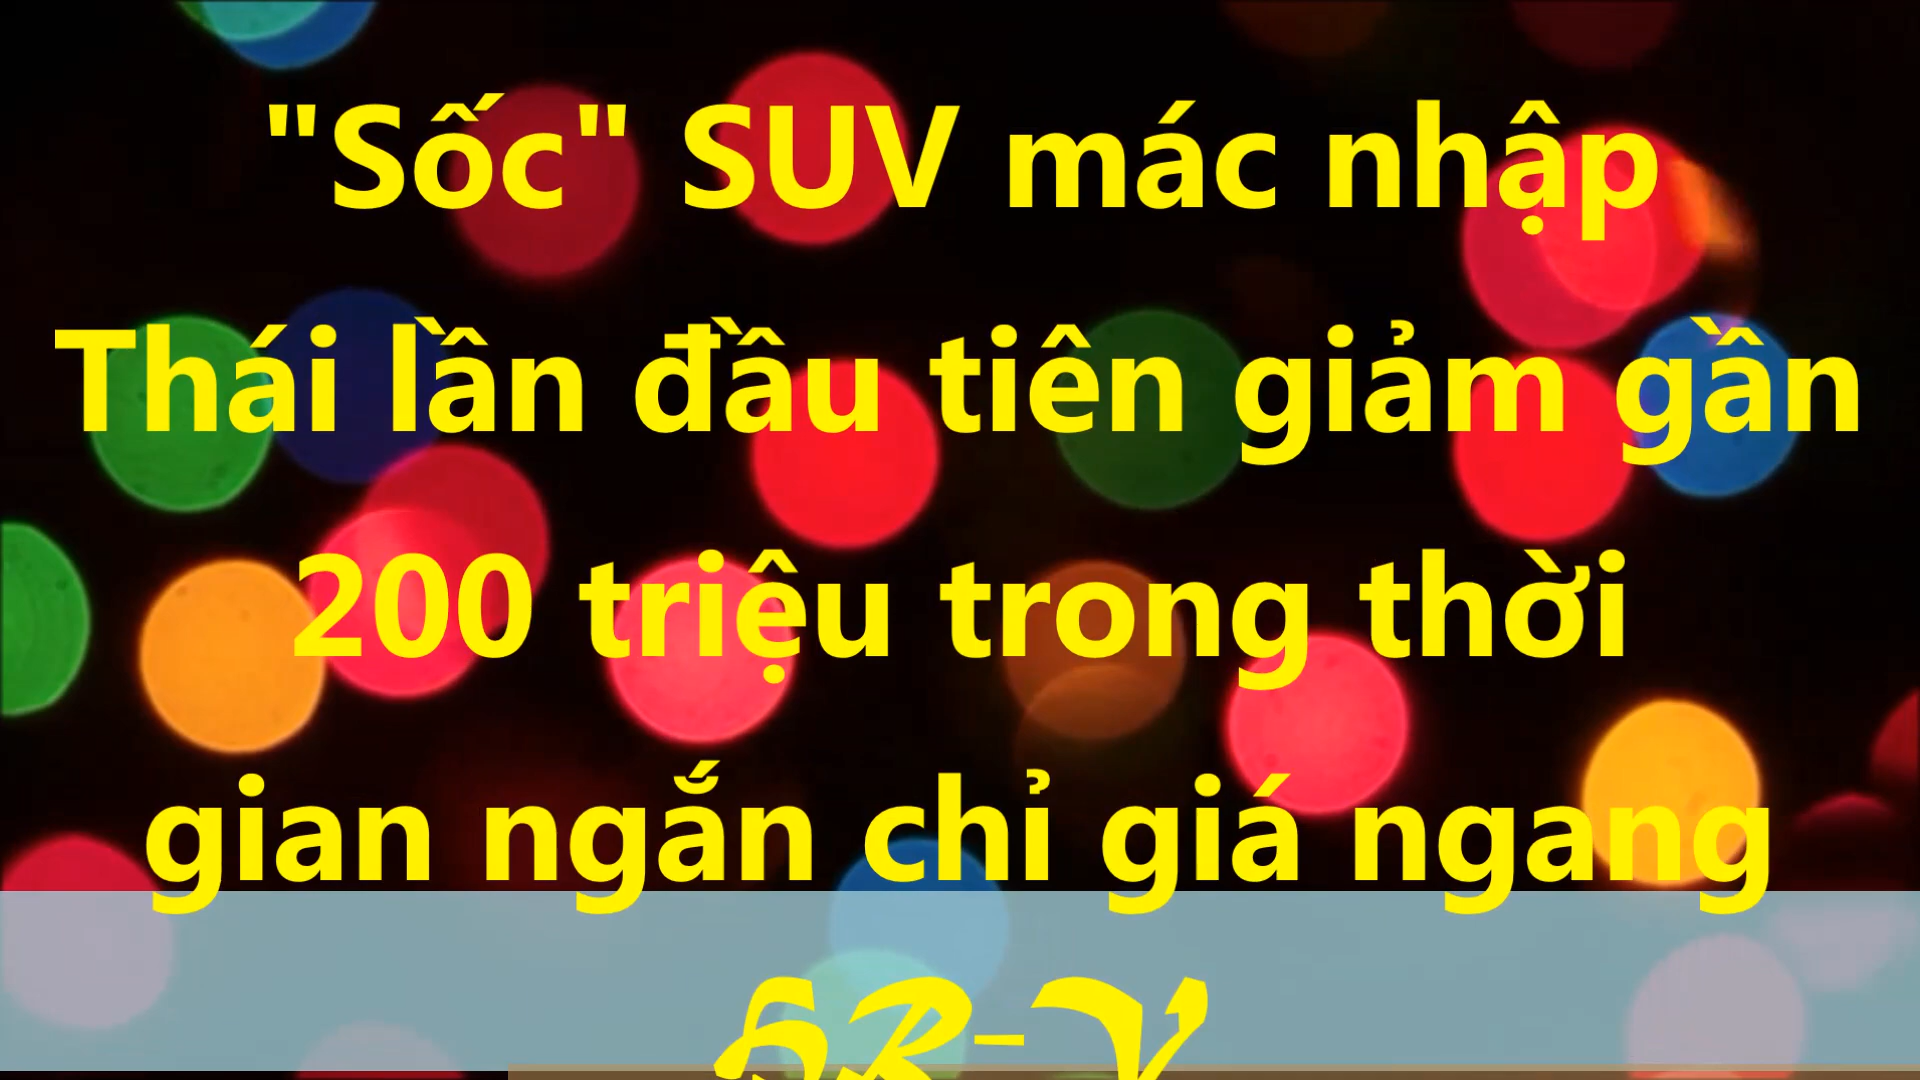 "Sốc" SUV mác nhập
Thái lần đầu tiên giảm gần
200 triệu trong thời
gian ngắn chỉ giá ngang
HR-V